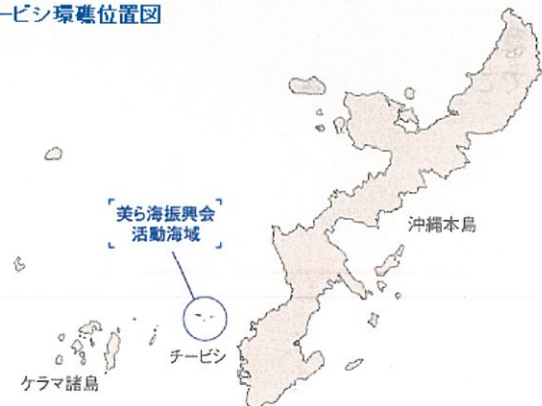 ービシ環礁位置図
美ら海振興会
活動海域
沖縄本島
チービシ
ケラマ諸島